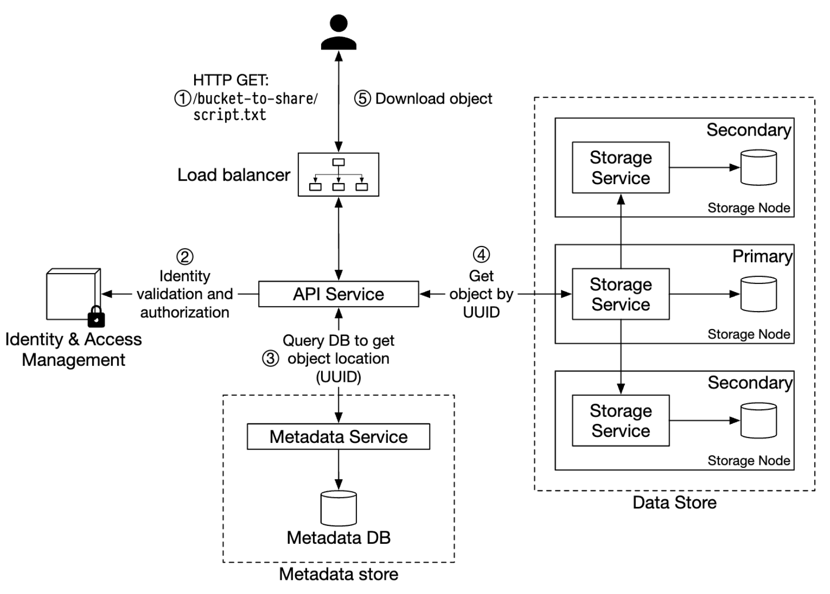 HTTP GET:
①/bucket-to-share/
script.txt
⑤ Download object
Load balancer
②
Identity
validation and
authorization
Identity & Access
Management
API Service
④
Get
object by
UUID
Query DB to get
③ object location
(UUID)
Metadata Service
Metadata DB
Metadata store
Secondary
Storage
Service
Storage Node
Primary
Storage
Service
Storage Node
Secondary
Storage
Service
Storage Node
Data Store